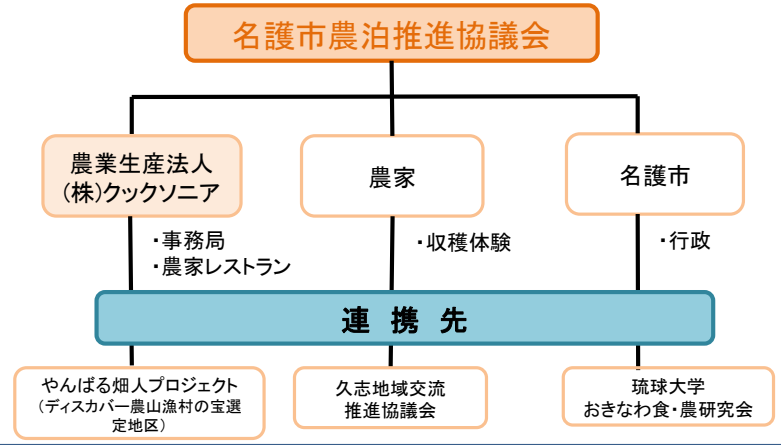 名護市農泊推進協議会
農業生産法人
(株)クックソニア
農家
名護市
・事務局
・農家レストラン
・収穫体験
・行政
連携先
やんばる畑人プロジェクト
(ディスカバー農山漁村の宝選
定地区)
久志地域交流
推進協議会
琉球大学
おきなわ食・農研究会